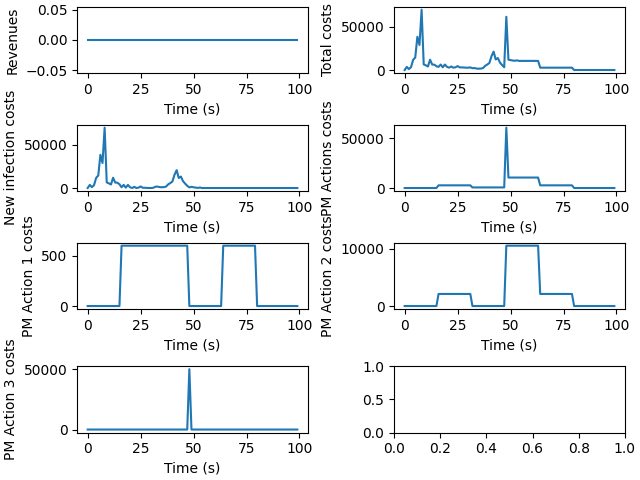 Revenues
0.05
0.00
−0.05
0 25 50 75 100
Time (s)
Total costs
50000
0
0 25 50 75 100
Time (s)
New infection costs
50000
0
0 25 50 75 100
Time (s)
PM Actions costs
50000
0
0 25 50 75 100
Time (s)
PM Action 1 costs
500
0
0 25 50 75 100
Time (s)
PM Action 2 costs
10000
0
0 25 50 75 100
Time (s)
PM Action 3 costs
50000
0
0 25 50 75 100
Time (s)
1.0
0.5
0.0
0.0 0.2 0.4 0.6 0.8 1.0